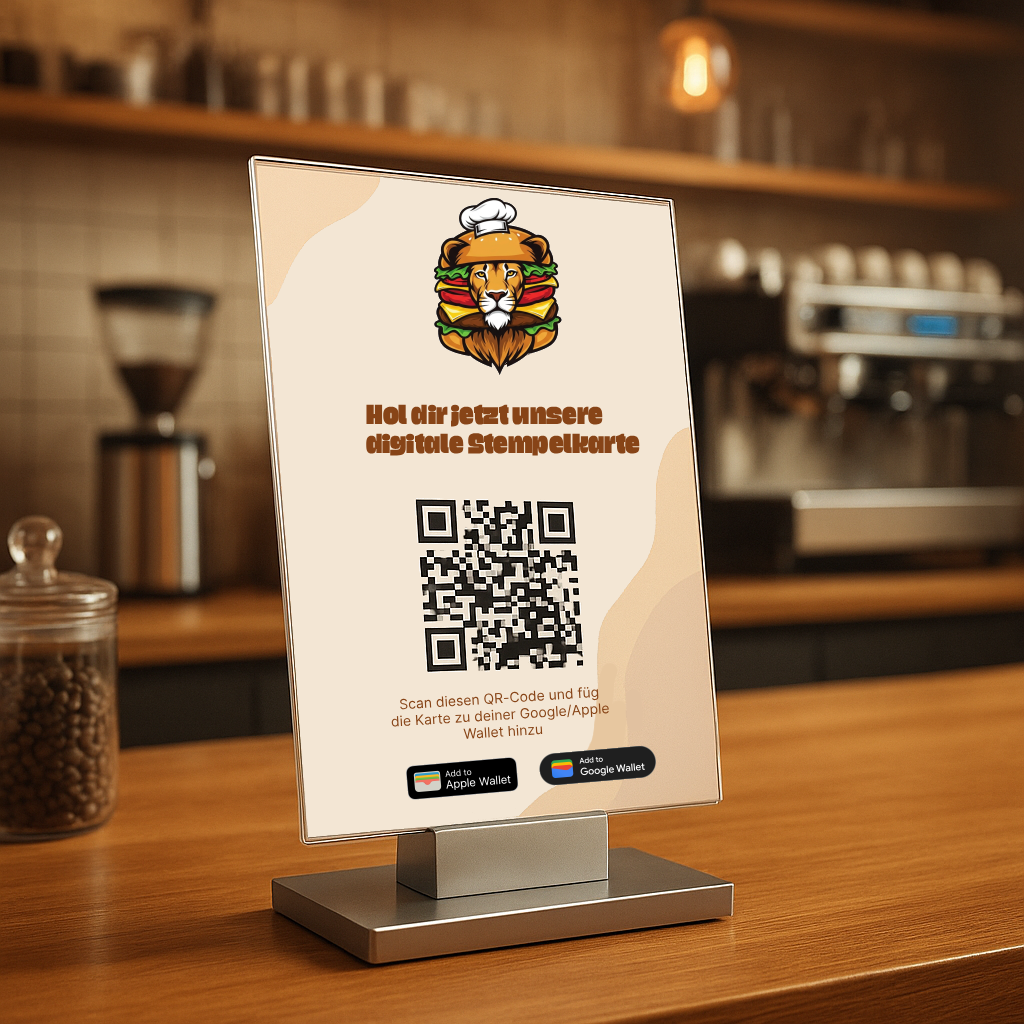 Hol dir jetzt unsere
digitale Stempelkarte
Scan diesen QR-Code und füg
die Karte zu deiner Google/Apple
Wallet hinzu
Add to
Apple Wallet
Add to
Google Wallet